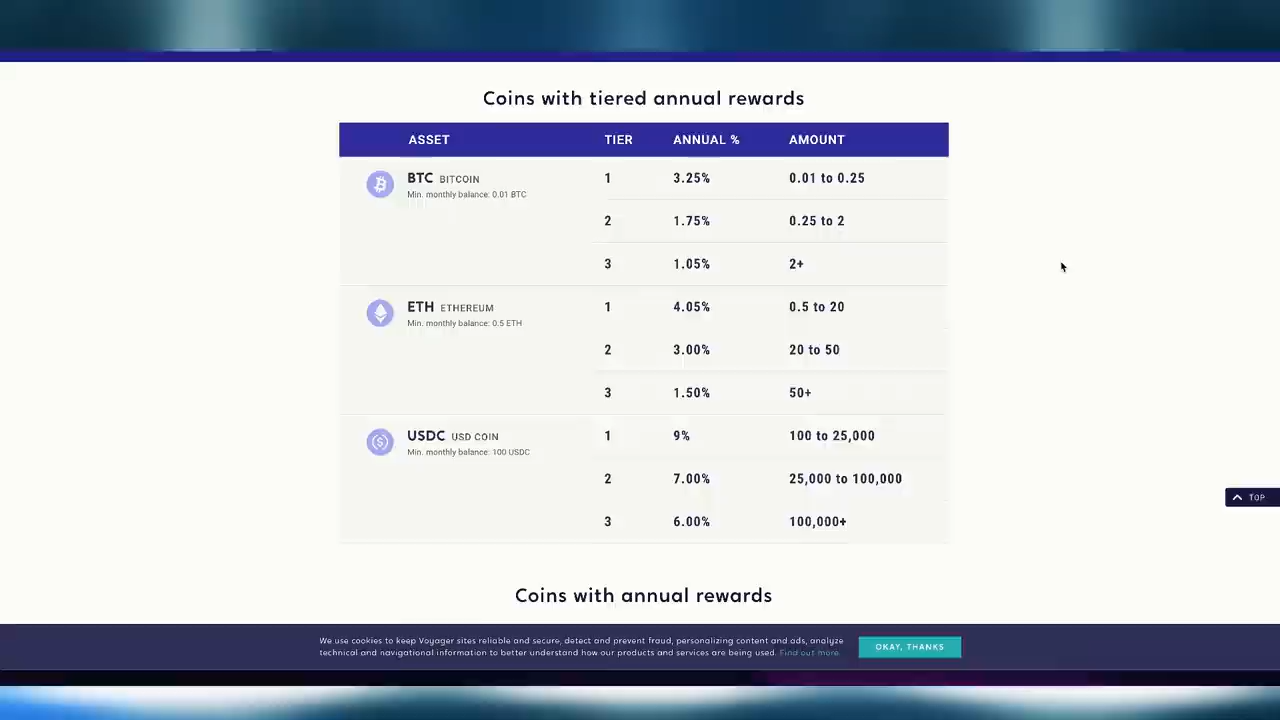 Coins with tiered annual rewards
ASSET TIER ANNUAL % AMOUNT
BTC BITCOIN 1 3.25% 0.01 to 0.25
Min. monthly balance: 0.01 BTC
2 1.75% 0.25 to 2
3 1.05% 2+
ETH ETHEREUM 1 4.05% 0.5 to 20
Min. monthly balance: 0.5 ETH
2 3.00% 20 to 50
3 1.50% 50+
USDC USD COIN 1 9% 100 to 25,000
Min. monthly balance: 100 USDC
2 7.00% 25,000 to 100,000
TOP
3 6.00% 100,000+
Coins with annual rewards
We use cookies to keep Voyager sites reliable and secure, detect and prevent fraud, personalizing content and ads, analyze
technical and navigational information to better understand how our products and services are being used. Find out more.
OKAY, THANKS